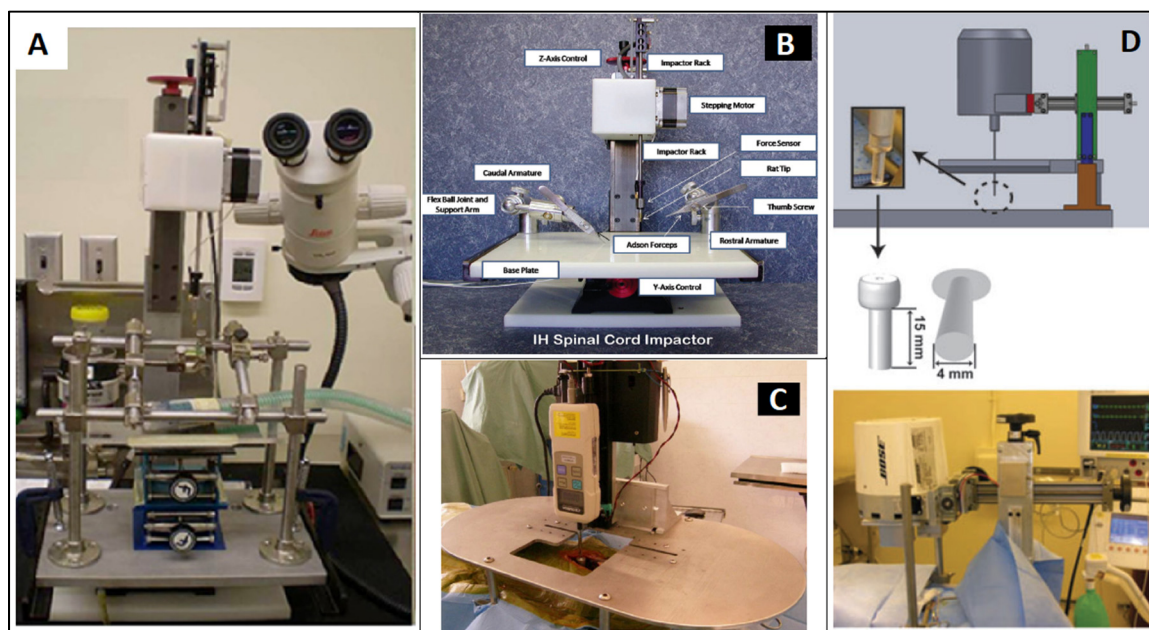 A
B
Z-Axis Control
Impactor Rack
Stepping Motor
Impactor Rack
Force Sensor
Rat Tip
Caudal Armature
Flex Ball Joint and
Support Arm
Thumb Screw
Adson Forceps
Rostral Armature
Base Plate
Y-Axis Control
IH Spinal Cord Impactor
C
D
15 mm
4 mm
BOSE